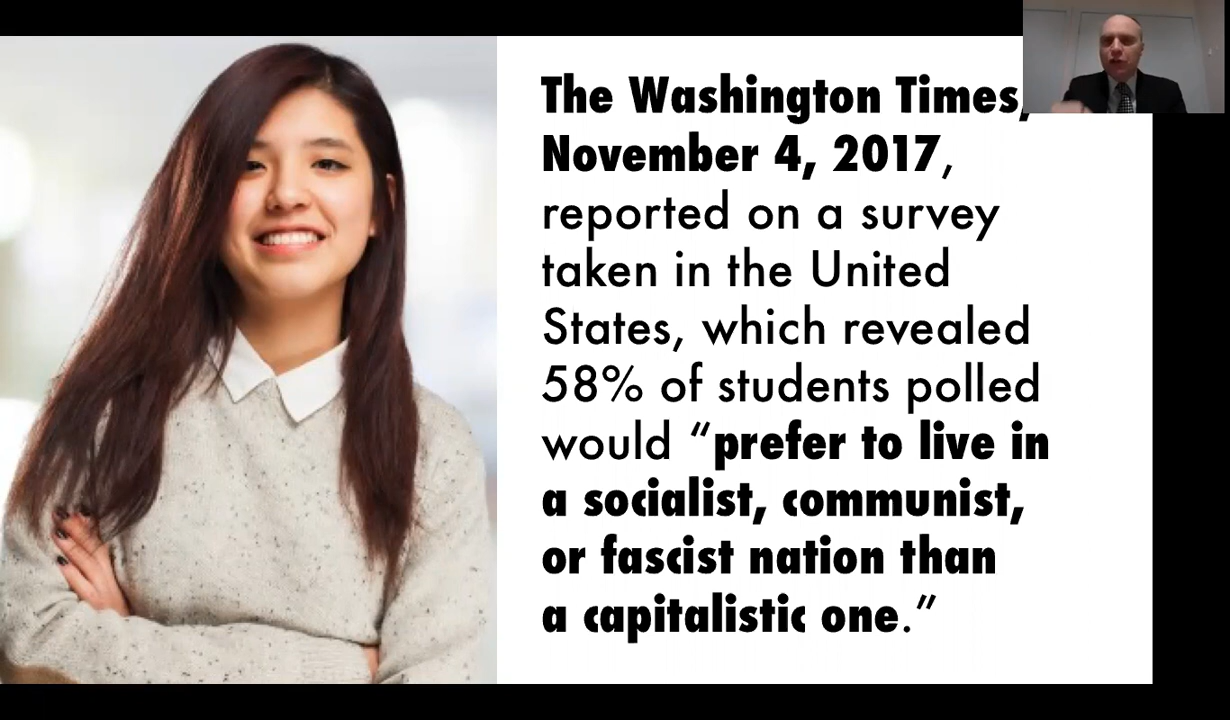 The Washington Times,
November 4, 2017,
reported on a survey
taken in the United
States, which revealed
58% of students polled
would “prefer to live in
a socialist, communist,
or fascist nation than
a capitalistic one.”